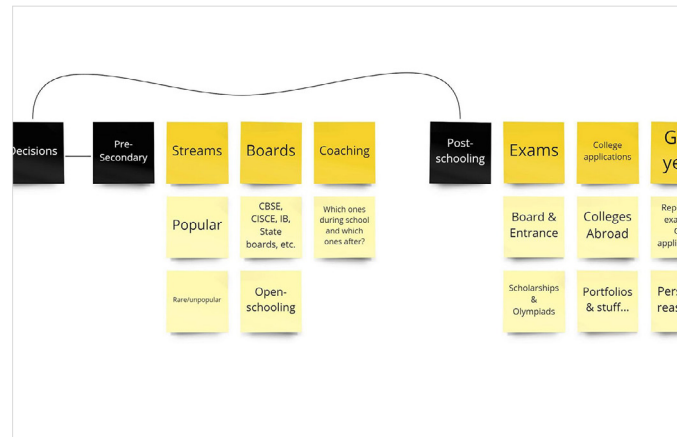 Decisions
Pre-
Secondary
Streams
Boards
Coaching
Post-
schooling
Exams
College
applications
Popular
CBSE,
CISCE, IB,
State
boards, etc.
Which ones
during school
and which
ones after?
Board &
Entrance
Colleges
Abroad
Rare/unpopular
Open-
schooling
Scholarships
&
Olympiads
Portfolios
& stuff...